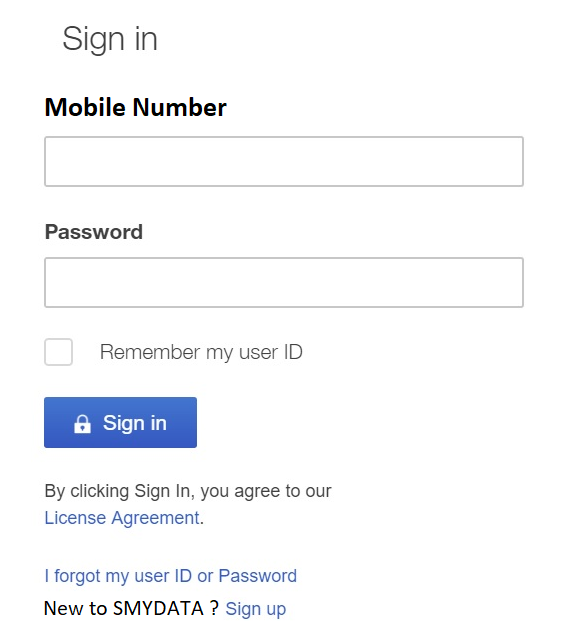 Sign in
Mobile Number
Password
Remember my user ID
Sign in
By clicking Sign In, you agree to our
License Agreement.
I forgot my user ID or Password
New to SMYDATA ? Sign up